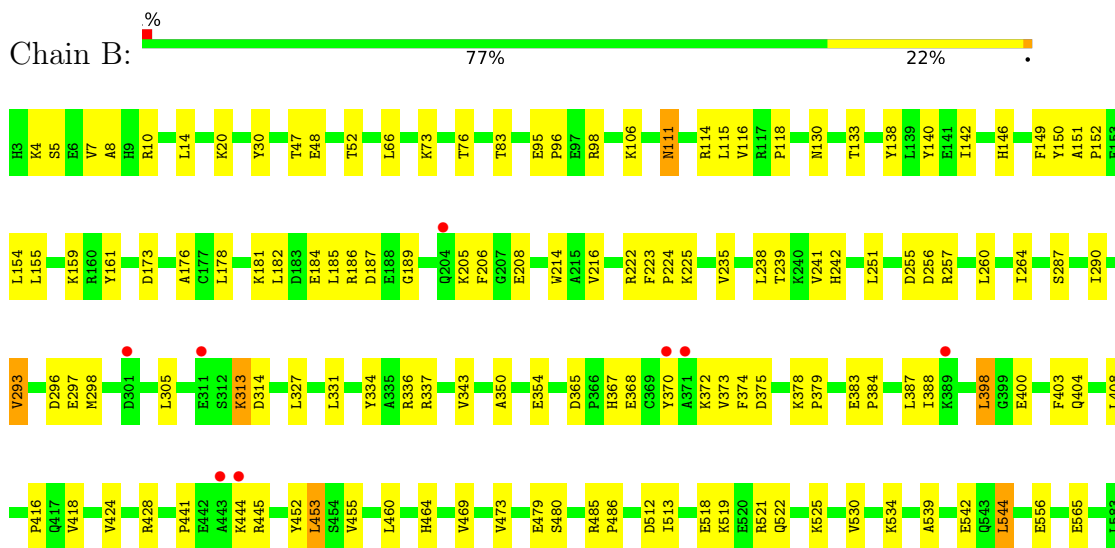 %
Chain B:
77% 22% •
H3 K4 S5 E6 V7 A8 H9 R10 L14 K20 Y30 T47 E48 T52 L66 K73 T76 T83 E95 P96 E97 R98 K106 N111 R114 L115 V116 R117 P118 N130 T133 Y138 L139 Y140 E141 I142 H146 F149 Y150 A151 P152 E153
L154 L155 K159 R160 Y161 D173 A176 C177 L178 K181 L182 D183 E184 L185 R186 D187 E188 G189 Q204 K205 F206 G207 E208 W214 A215 V216 R222 F223 P224 K225 V235 L238 T239 K240 V241 H242 L251 D255 D256 R257 L260 I264 S287 I290
V293 D296 E297 M298 D301 L305 E311 S312 K313 D314 L327 L331 Y334 A335 R336 R337 V343 A350 E354 D365 P366 H367 E368 C369 Y370 A371 K372 V373 F374 D375 K378 P379 E383 P384 L387 I388 K389 L398 G399 E400 F403 Q404 L408
P416 Q417 V418 V424 R428 P441 E442 A443 K444 R445 Y452 L453 S454 V455 L460 H464 V469 V473 E479 S480 R485 P486 D512 I513 E518 K519 E520 R521 Q522 K525 V530 K534 A539 E542 Q543 L544 E556 E565 L583